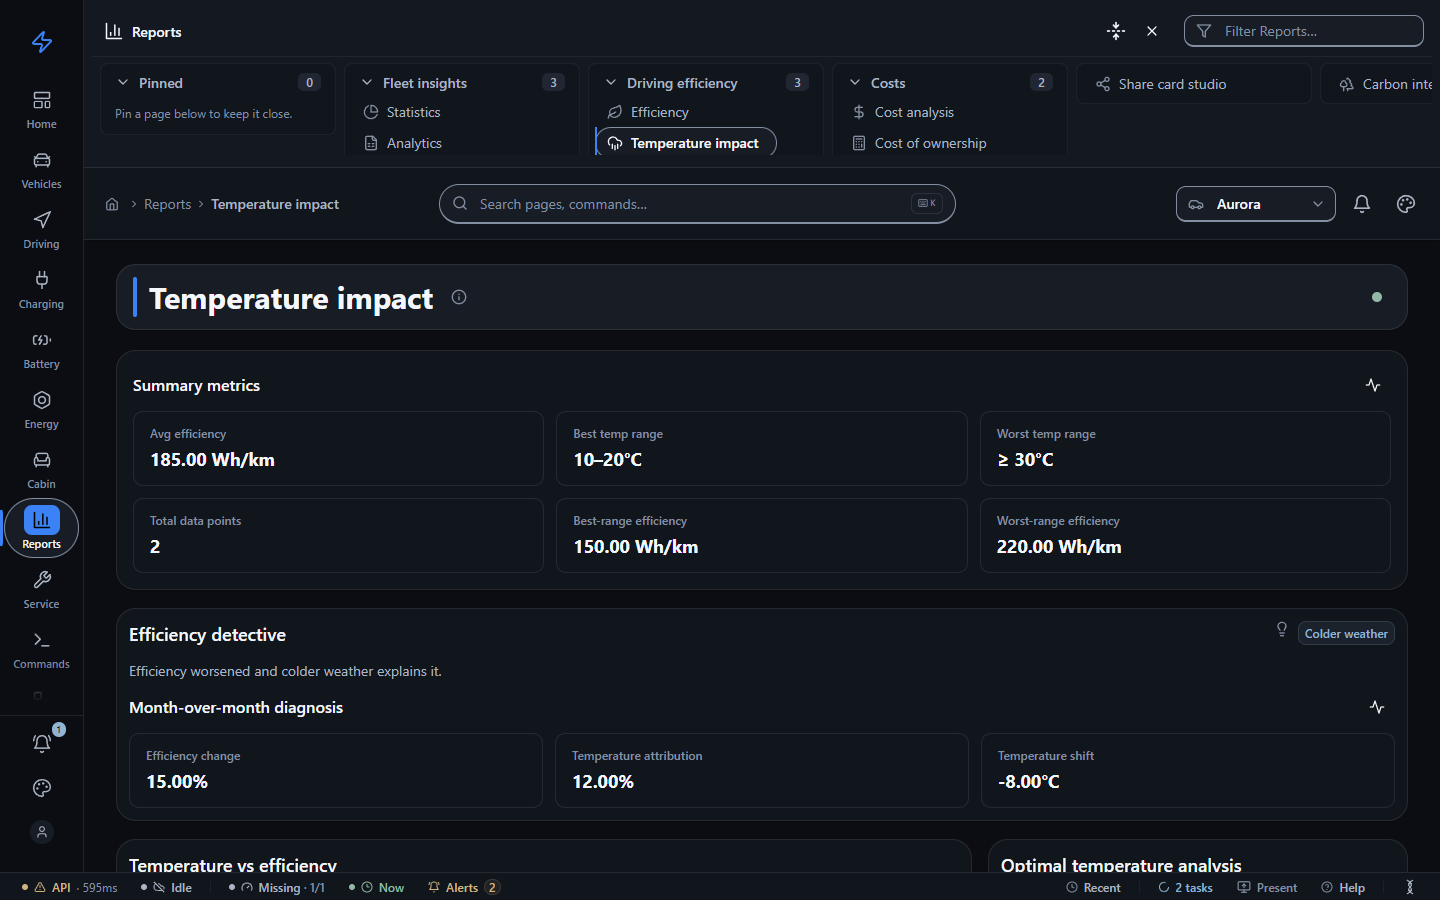 Reports
Filter Reports...
Pinned 0
Pin a page below to keep it close.
Fleet insights 3
Statistics
Analytics
Driving efficiency 3
Efficiency
Temperature impact
Costs 2
Cost analysis
Cost of ownership
Share card studio
Carbon inte
Home
Vehicles
Driving
Charging
Battery
Energy
Cabin
Reports
Service
Commands
1
Reports
Temperature impact
Search pages, commands...
K
Aurora
Temperature impact
Summary metrics
Avg efficiency
185.00 Wh/km
Best temp range
10–20°C
Worst temp range
≥ 30°C
Total data points
2
Best-range efficiency
150.00 Wh/km
Worst-range efficiency
220.00 Wh/km
Efficiency detective
Colder weather
Efficiency worsened and colder weather explains it.
Month-over-month diagnosis
Efficiency change
15.00%
Temperature attribution
12.00%
Temperature shift
-8.00°C
Temperature vs efficiency
Optimal temperature analysis
API · 595ms
Idle
Missing · 1/1
Now
Alerts 2
Recent
2 tasks
Present
Help